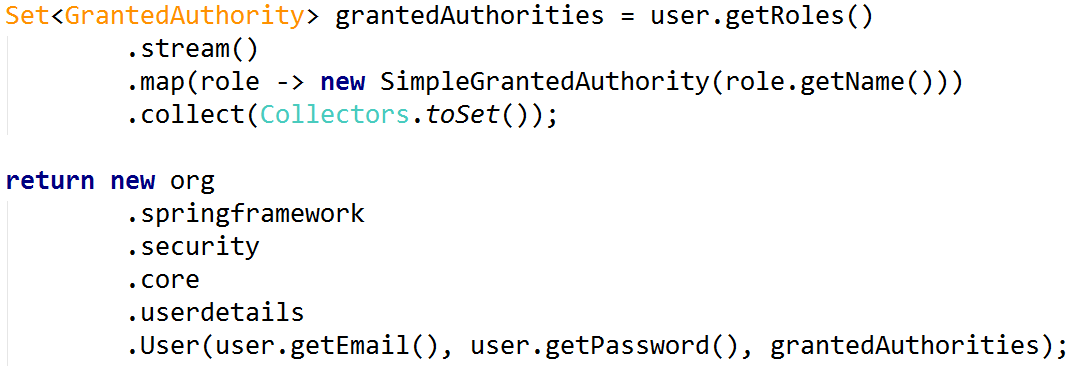 Set<GrantedAuthority> grantedAuthorities = user.getRoles()
        .stream()
        .map(role -> new SimpleGrantedAuthority(role.getName()))
        .collect(Collectors.toSet());

return new org
        .springframework
        .security
        .core
        .userdetails
        .User(user.getEmail(), user.getPassword(), grantedAuthorities);